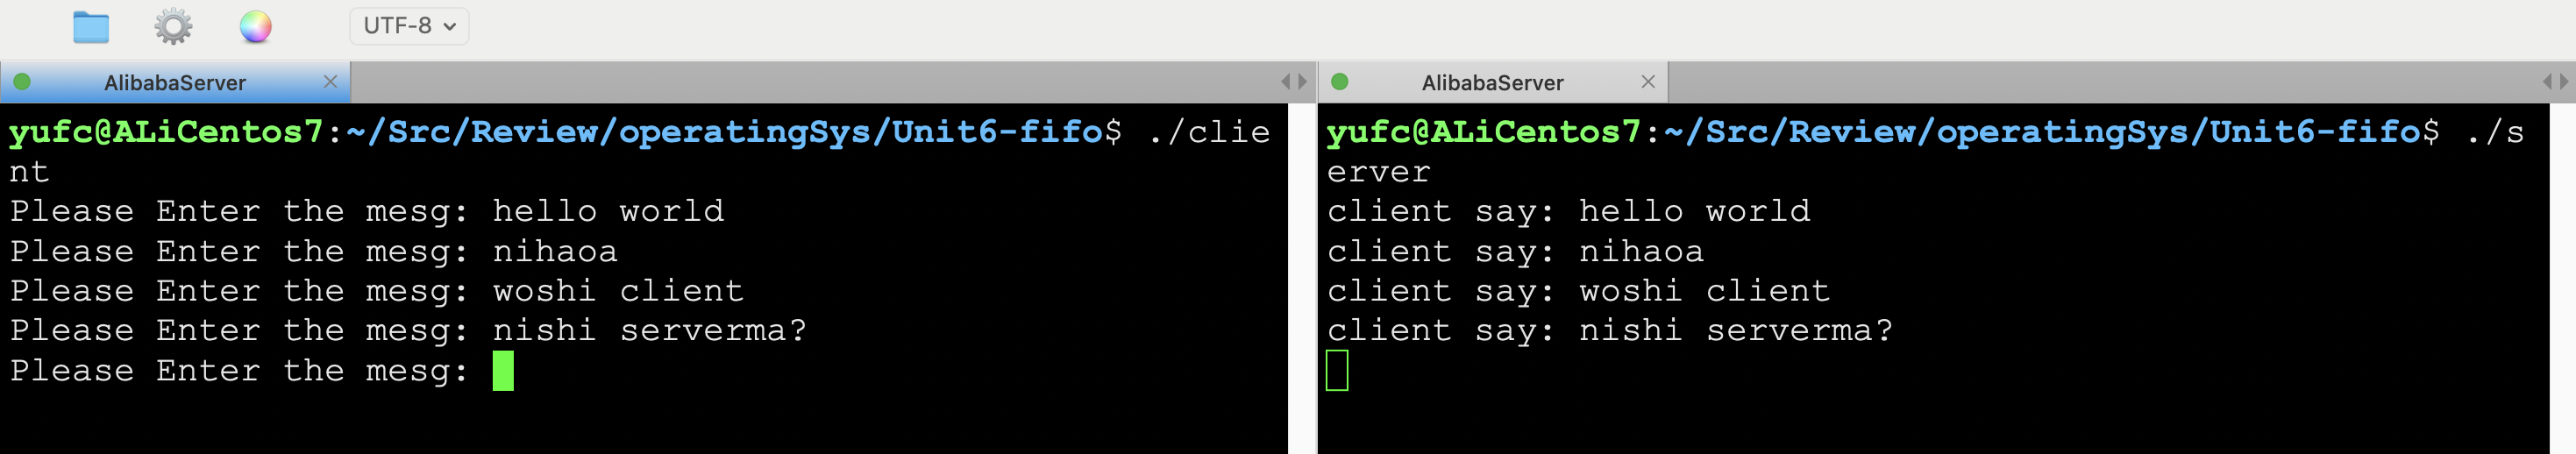 UTF-8
AlibabaServer
yufc@ALiCentos7:~/Src/Review/operatingSys/Unit6-fifo$ ./clie
nt
Please Enter the mesg: hello world
Please Enter the mesg: nihaoa
Please Enter the mesg: woshi client
Please Enter the mesg: nishi serverma?
Please Enter the mesg:
AlibabaServer
yufc@ALiCentos7:~/Src/Review/operatingSys/Unit6-fifo$ ./s
erver
client say: hello world
client say: nihaoa
client say: woshi client
client say: nishi serverma?